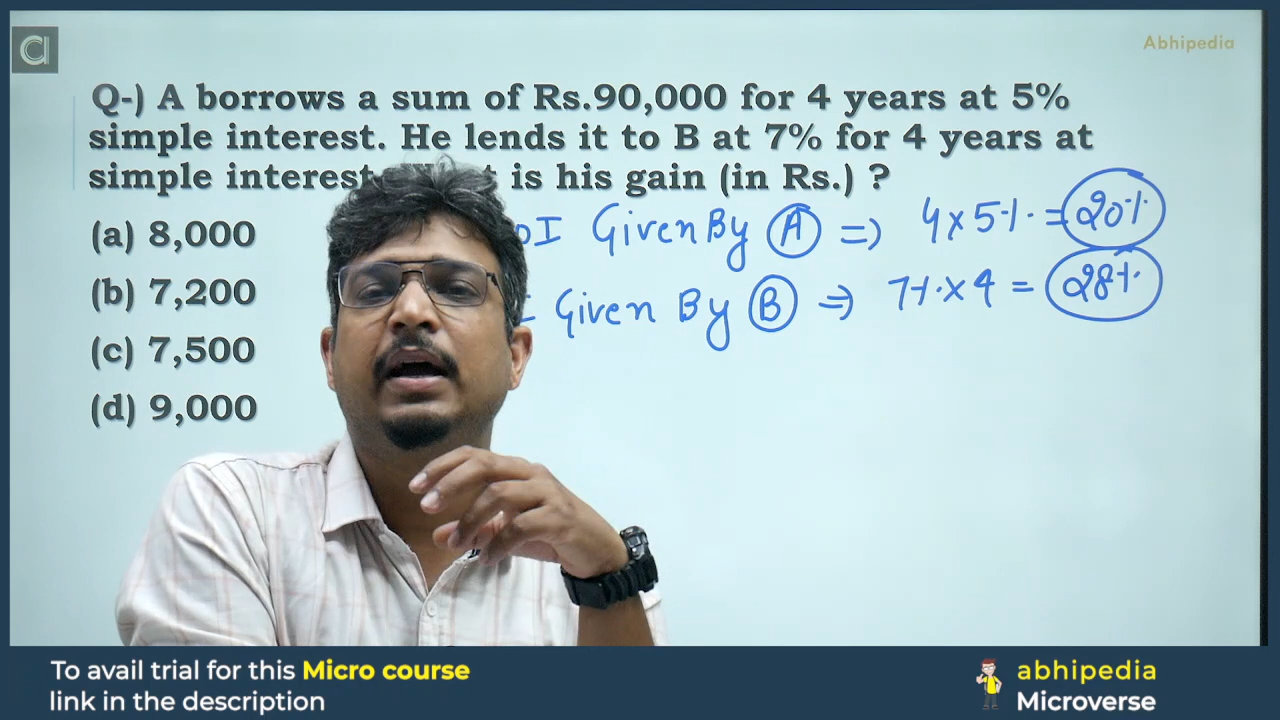 Abhipedia
Q-) A borrows a sum of Rs.90,000 for 4 years at 5%
simple interest. He lends it to B at 7% for 4 years at
simple interest. is his gain (in Rs.) ?
(a) 8,000
(b) 7,200
(c) 7,500
(d) 9,000
Given By A => 4 x 5% = 20%
Given By B => 7% x 4 = 28%
To avail trial for this Micro course
link in the description
abhipedia
Microverse